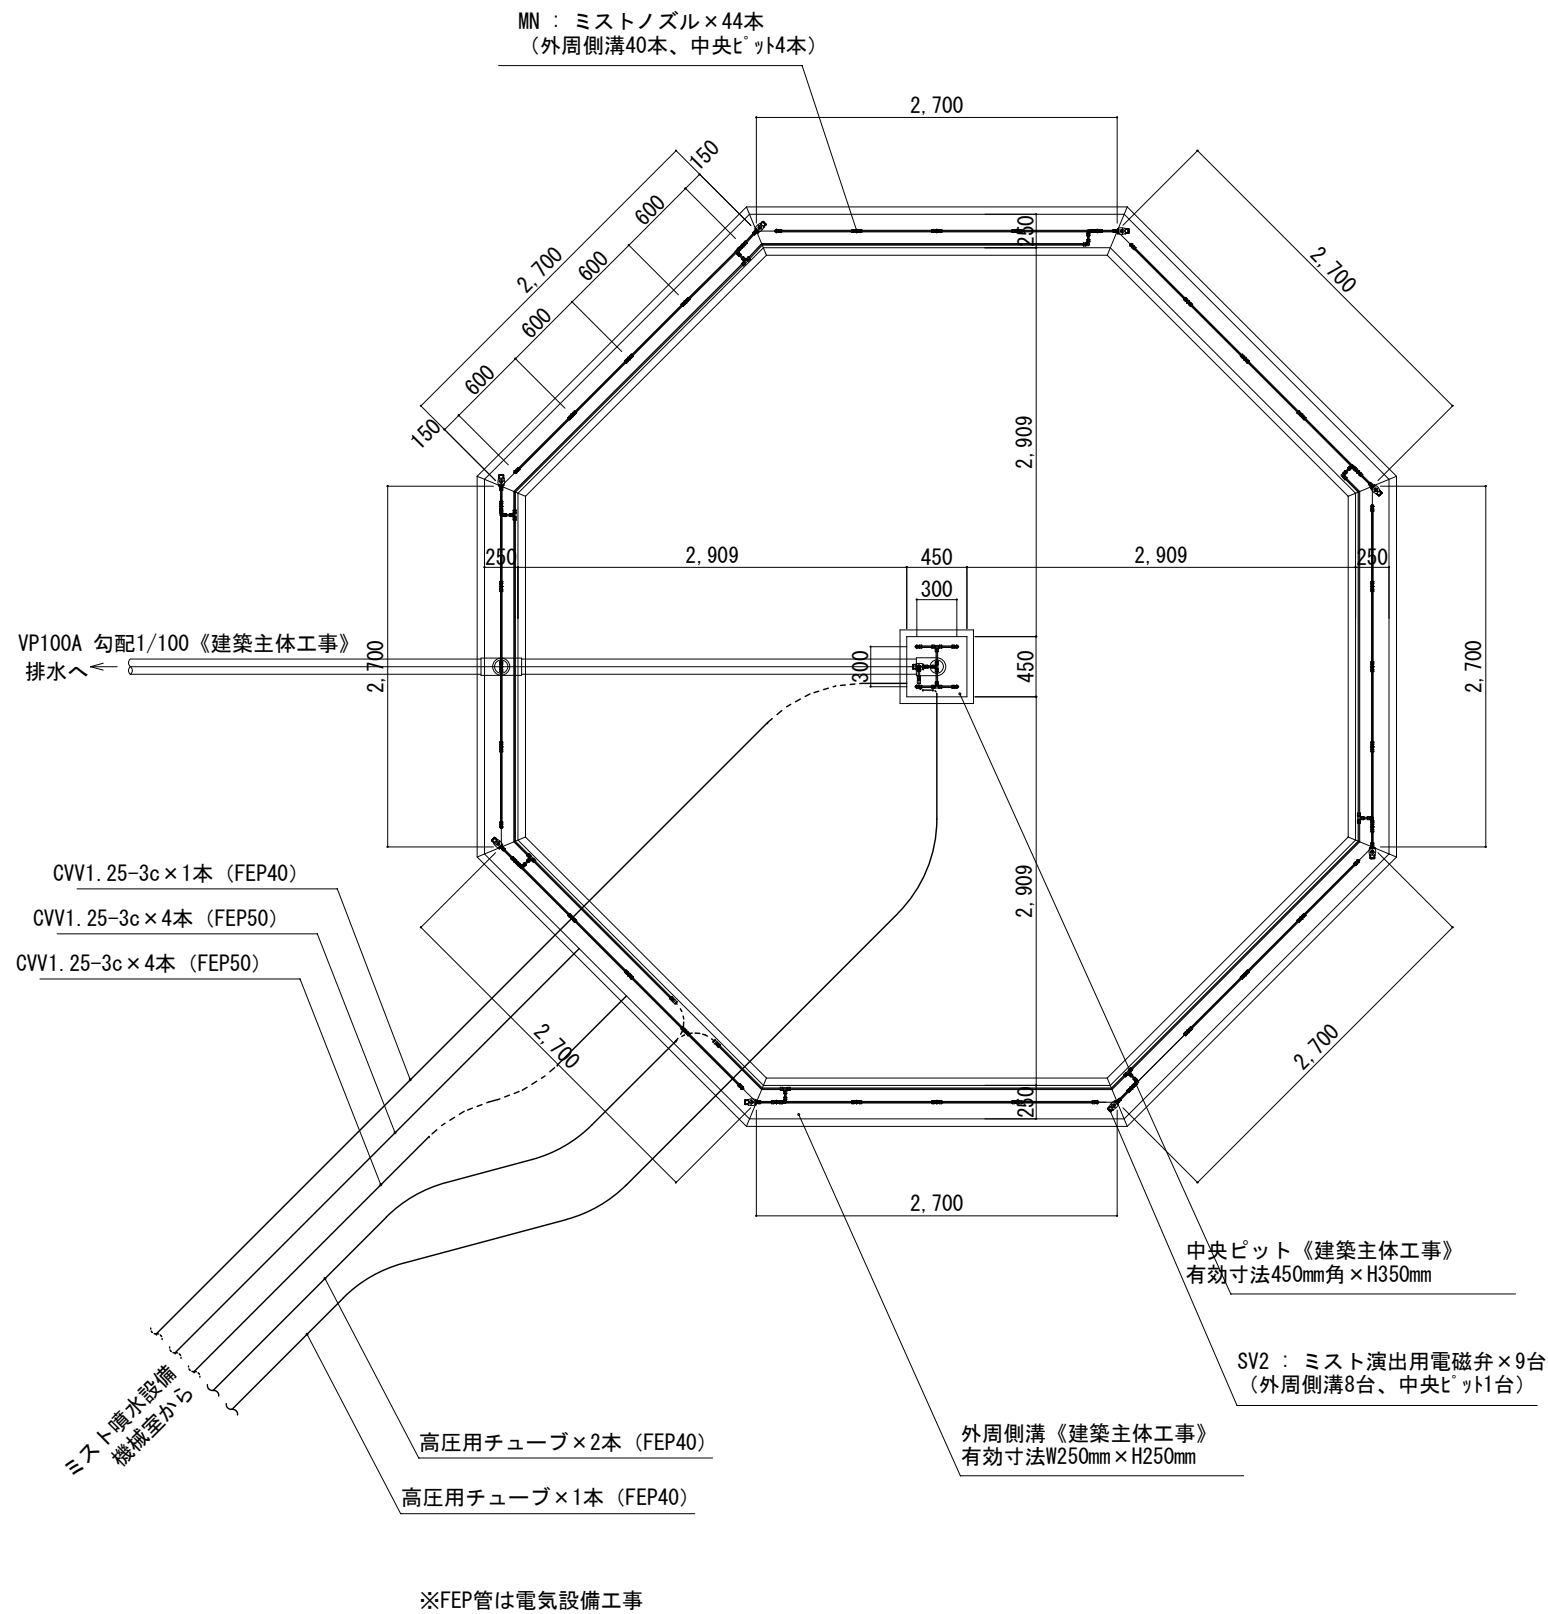 MN : ミストノズル×44本
(外周側溝40本、中央ﾋﾟｯﾄ4本)
2,700
150
600
250
600
2,700
2,700
600
600
150
2,909
250
2,909
450
2,909
250
300
VP100A 勾配1/100《建築主体工事》
排水へ
2,700
300
450
2,700
CVV1.25-3c×1本 (FEP40)
CVV1.25-3c×4本 (FEP50)
CVV1.25-3c×4本 (FEP50)
2,909
2,700
2,700
250
2,700
中央ピット《建築主体工事》
有効寸法450mm角×H350mm
SV2 : ミスト演出用電磁弁×9台
(外周側溝8台、中央ﾋﾟｯﾄ1台)
ミスト噴水設備
機械室から
外周側溝《建築主体工事》
有効寸法W250mm×H250mm
高圧用チューブ×2本 (FEP40)
高圧用チューブ×1本 (FEP40)
※FEP管は電気設備工事